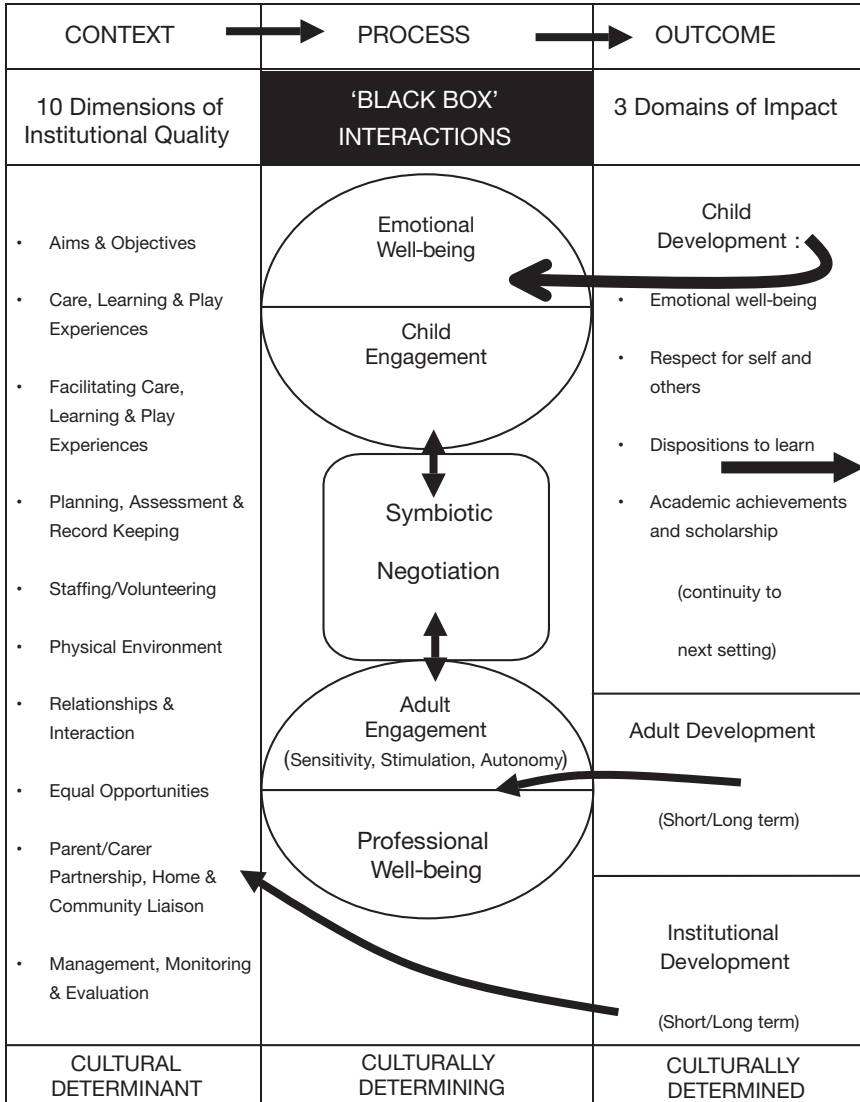 CONTEXT
PROCESS
OUTCOME
10 Dimensions of
Institutional Quality
‘BLACK BOX’
INTERACTIONS
3 Domains of Impact
• Aims & Objectives
• Care, Learning & Play
Experiences
• Facilitating Care,
Learning & Play
Experiences
• Planning, Assessment &
Record Keeping
• Staffing/Volunteering
• Physical Environment
• Relationships &
Interaction
• Equal Opportunities
• Parent/Carer
Partnership, Home &
Community Liaison
• Management, Monitoring
& Evaluation
Emotional
Well-being
Child
Engagement
Symbiotic
Negotiation
Adult
Engagement
(Sensitivity, Stimulation, Autonomy)
Professional
Well-being
Child
Development :
• Emotional well-being
• Respect for self and
others
• Dispositions to learn
• Academic achievements
and scholarship
(continuity to
next setting)
Adult Development
(Short/Long term)
Institutional
Development
(Short/Long term)
CULTURAL
DETERMINANT
CULTURALLY
DETERMINING
CULTURALLY
DETERMINED